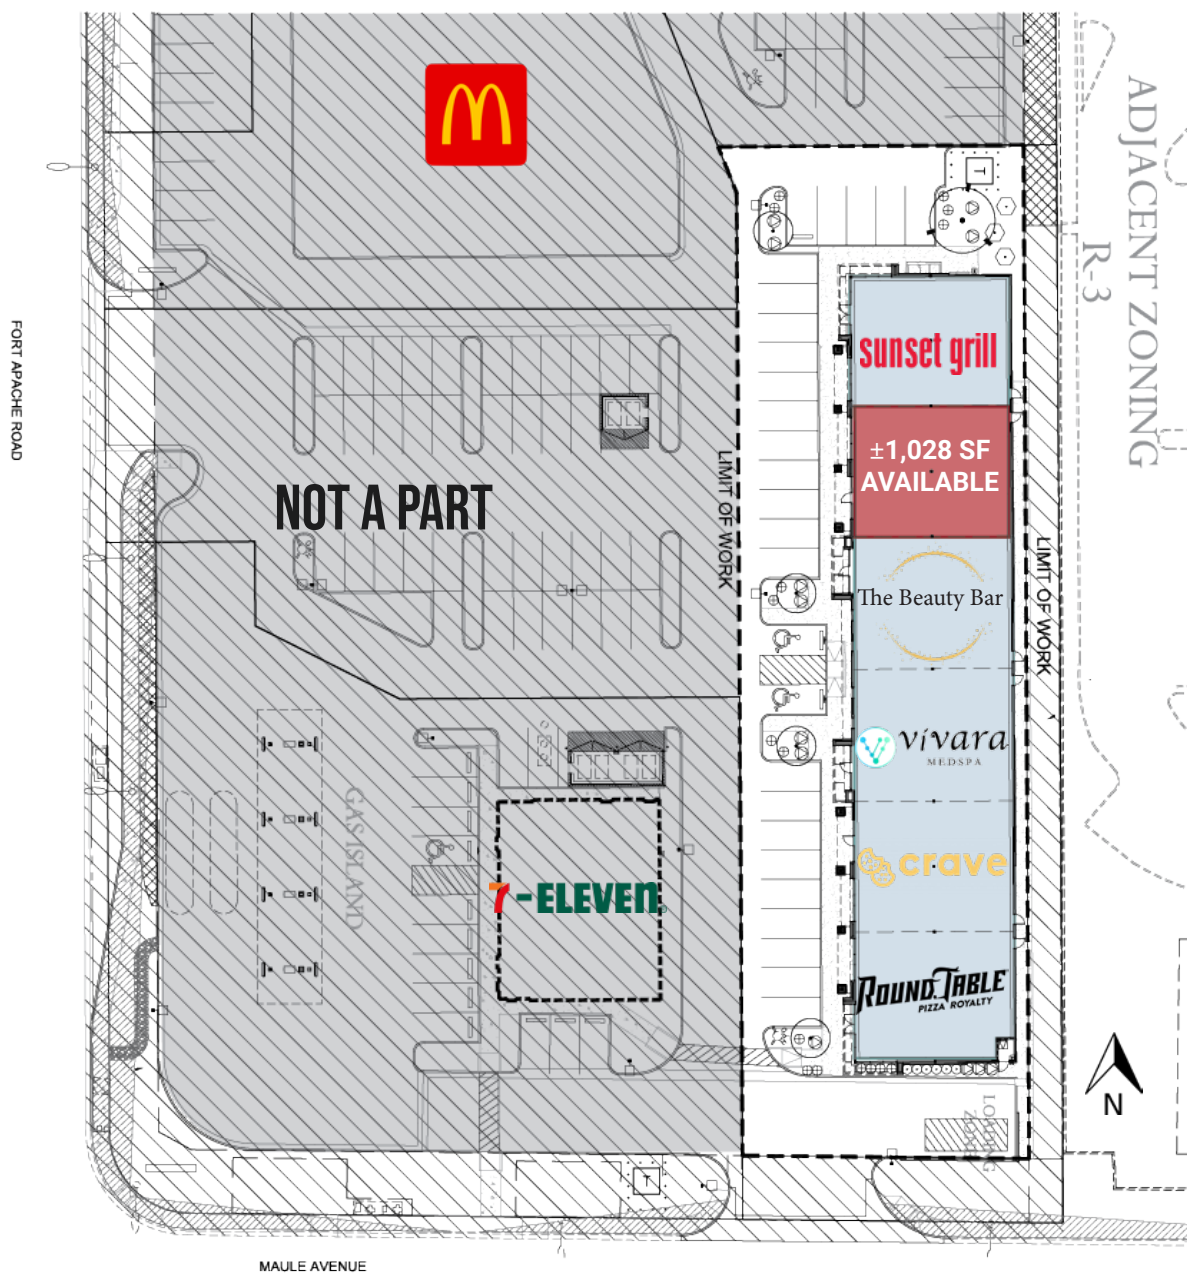 ADJACENT ZONING
R-3
sunset grill
FORT APACHE ROAD
±1,028 SF
AVAILABLE
NOT A PART
LIMIT OF WORK
LIMIT OF WORK
The Beauty Bar
vívara
MEDSPA
GAS ISLAND
crave
7-ELEVEN
ROUND TABLE
PIZZA ROYALTY
N
LOADING
ZONE
T
T
MAULE AVENUE